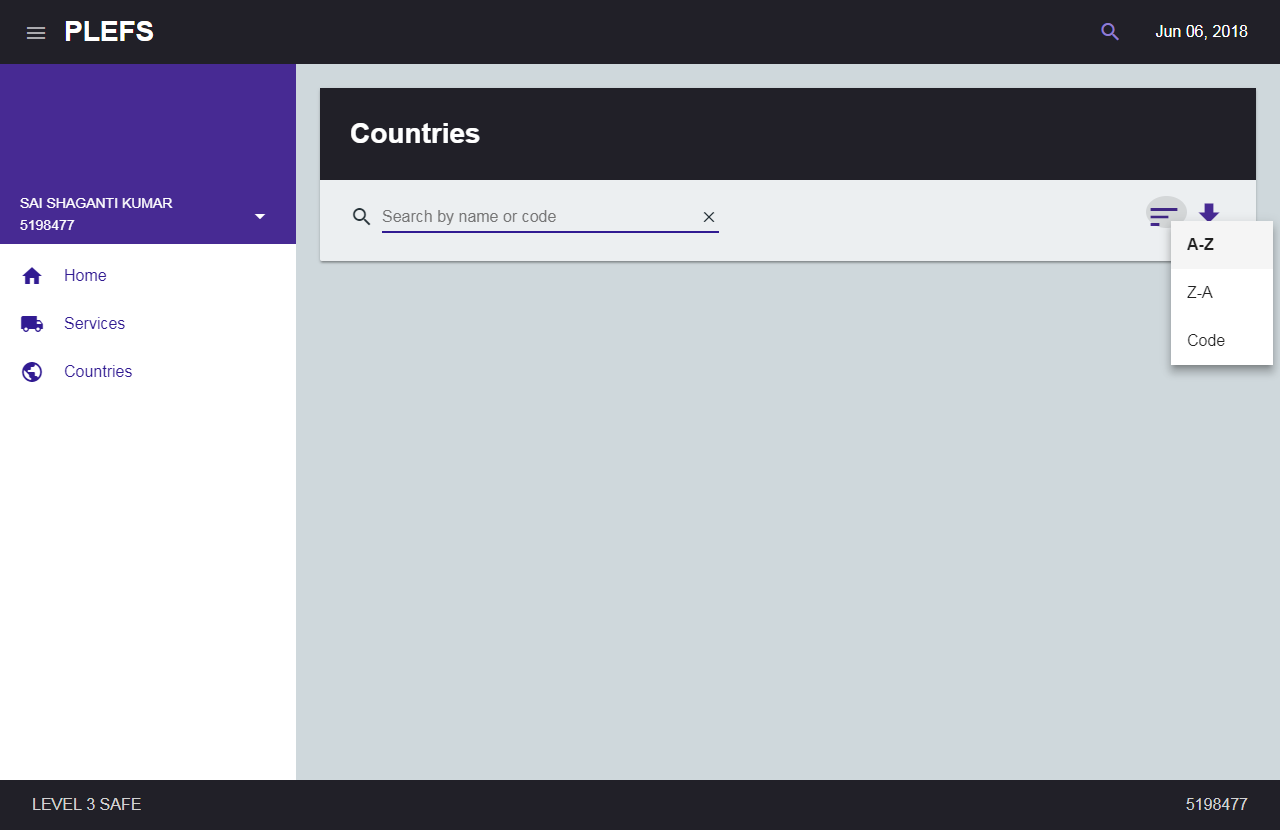 PLEFS
Jun 06, 2018
SAI SHAGANTI KUMAR
5198477
Home
Services
Countries
Countries
Search by name or code
A-Z
Z-A
Code
LEVEL 3 SAFE
5198477